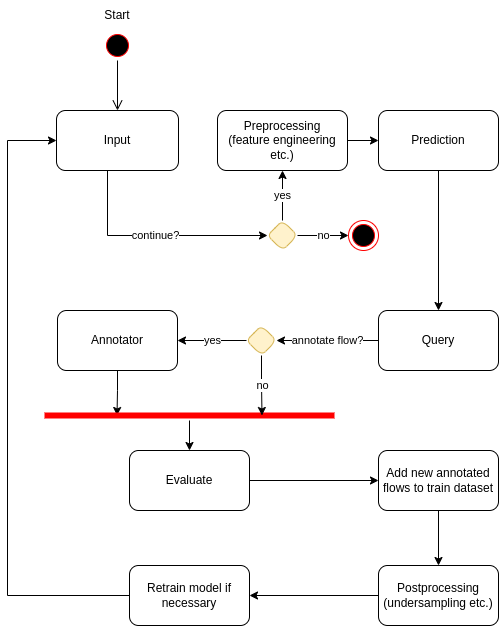 Start
Input
Preprocessing
(feature engineering
etc.)
Prediction
yes
continue?
no
Annotator
yes
annotate flow?
Query
no
Evaluate
Add new annotated
flows to train dataset
Retrain model if
necessary
Postprocessing
(undersampling etc.)